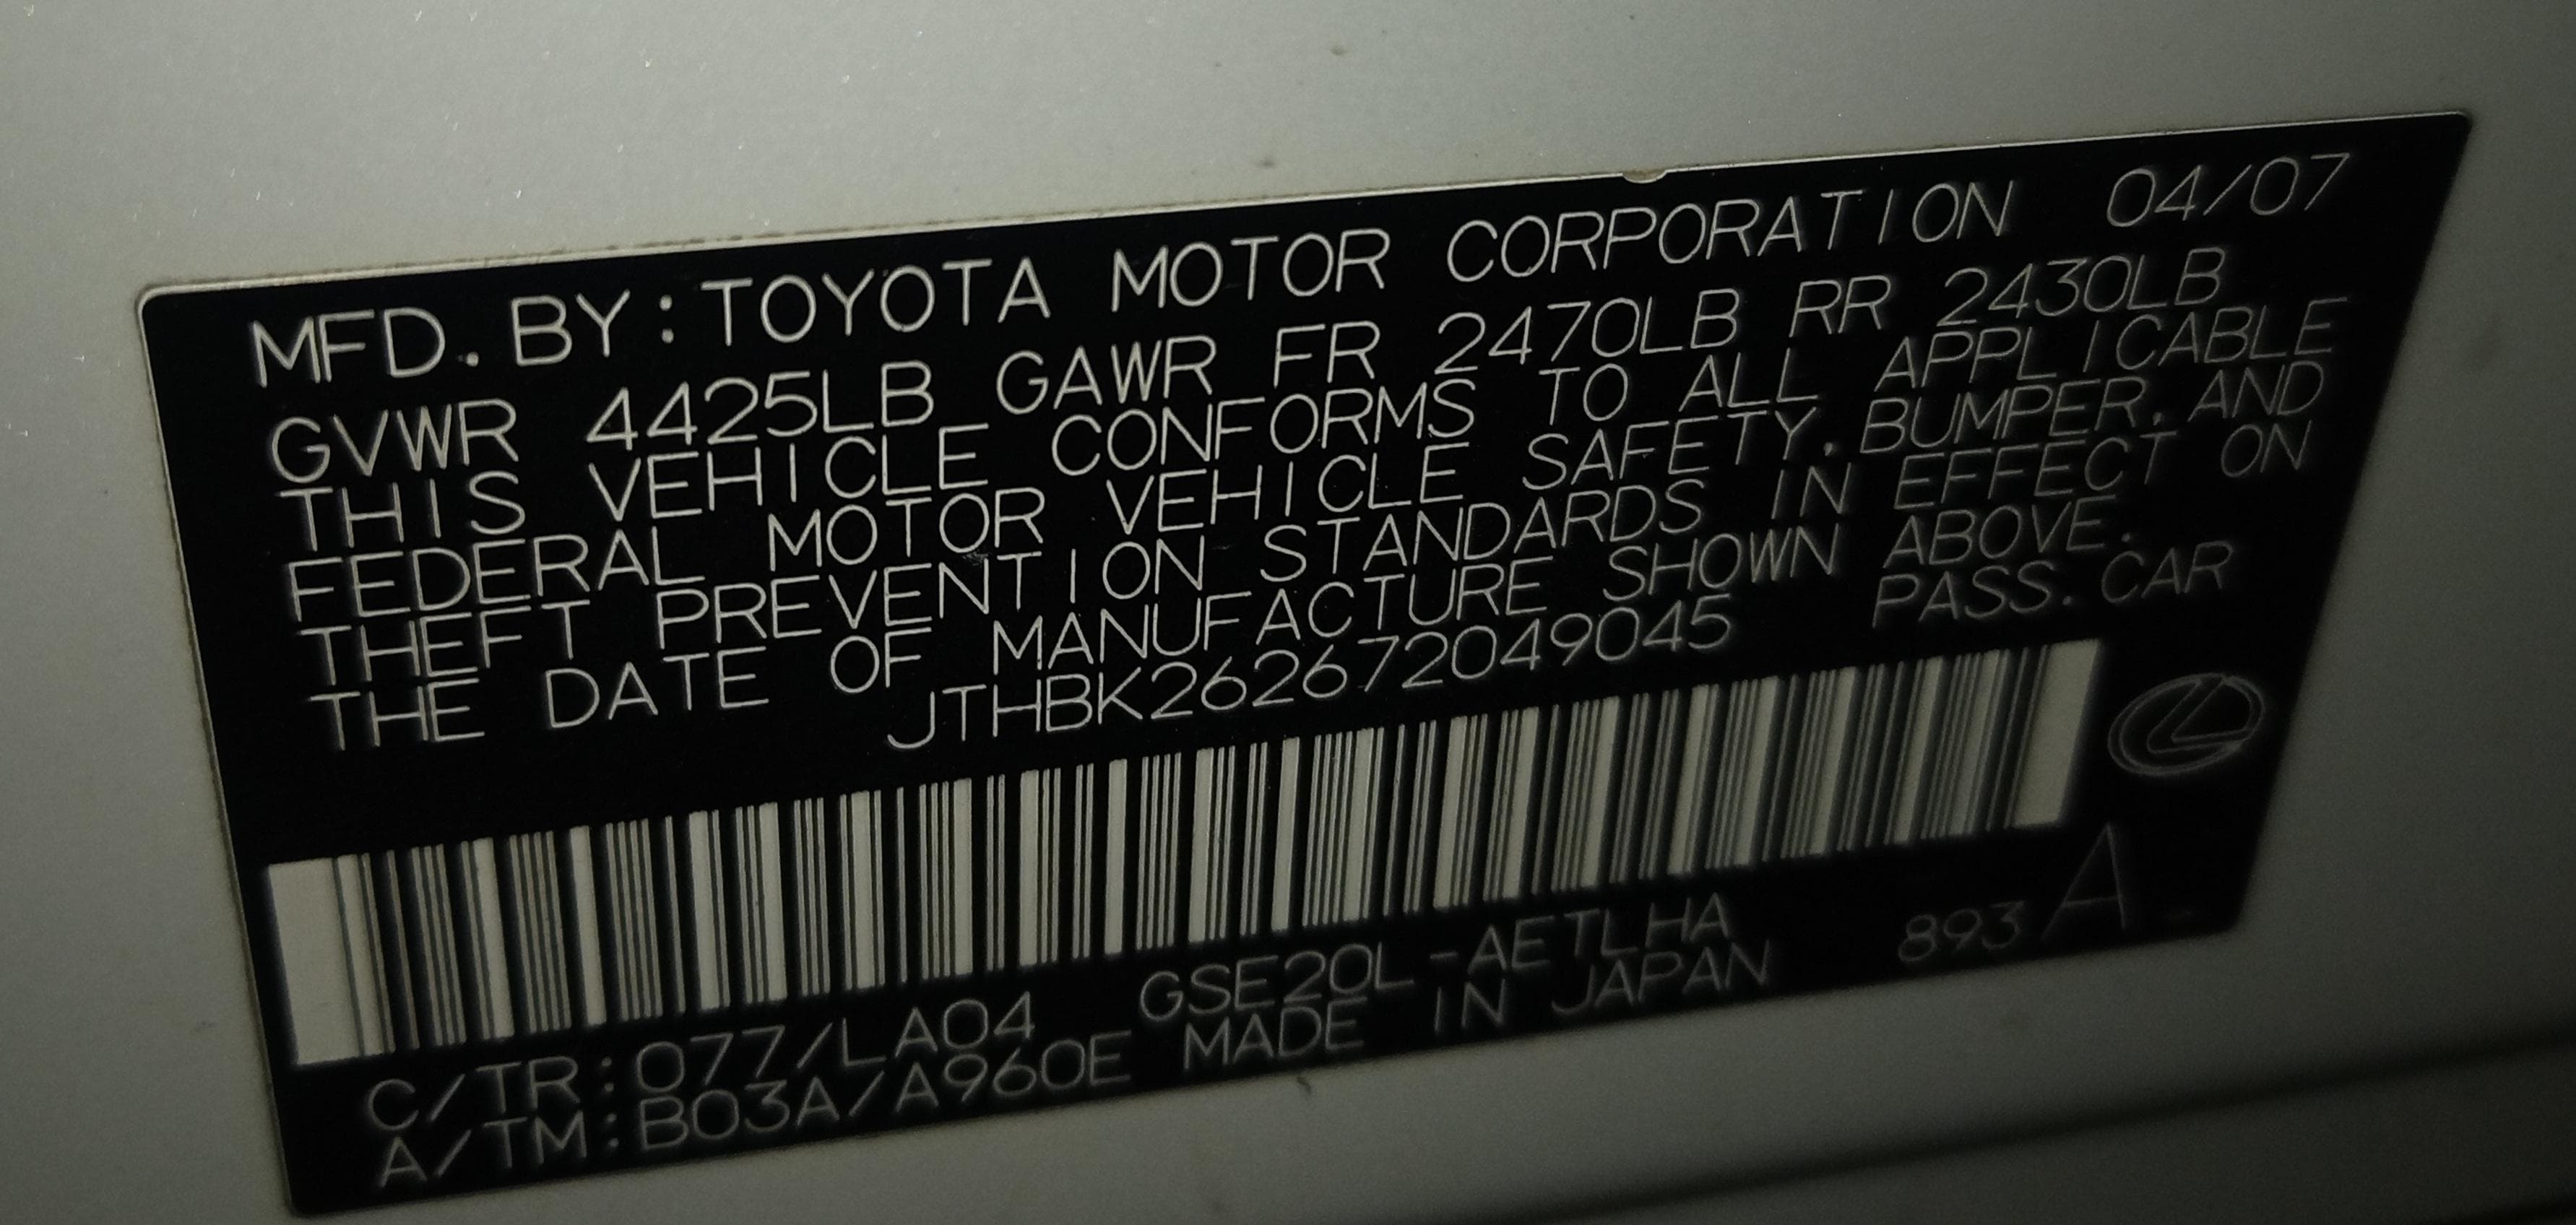 MFD. BY: TOYOTA MOTOR CORPORATION 04/07
GVWR 4425LB GAWR FR 2470LB RR 2430LB
THIS VEHICLE CONFORMS TO ALL APPLICABLE
FEDERAL MOTOR VEHICLE SAFETY, BUMPER, AND
THEFT PREVENTION STANDARDS IN EFFECT ON
THE DATE OF MANUFACTURE SHOWN ABOVE.
JTHBK262672049045 PASS. CAR
C/TR: 077/LA04 GSE20L-AETLHA 893A
A/TM: B03A/A960E MADE IN JAPAN